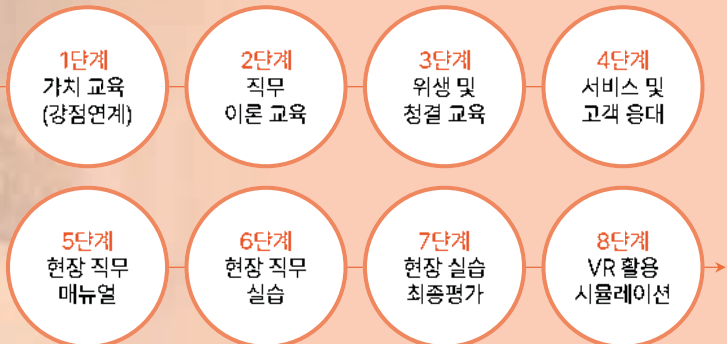 1단계
가치 교육
(강점연계)
2단계
직무
이론 교육
3단계
위생 및
청결 교육
4단계
서비스 및
고객 응대
5단계
현장 직무
매뉴얼
6단계
현장 직무
실습
7단계
현장 실습
최종평가
8단계
VR 활용
시뮬레이션